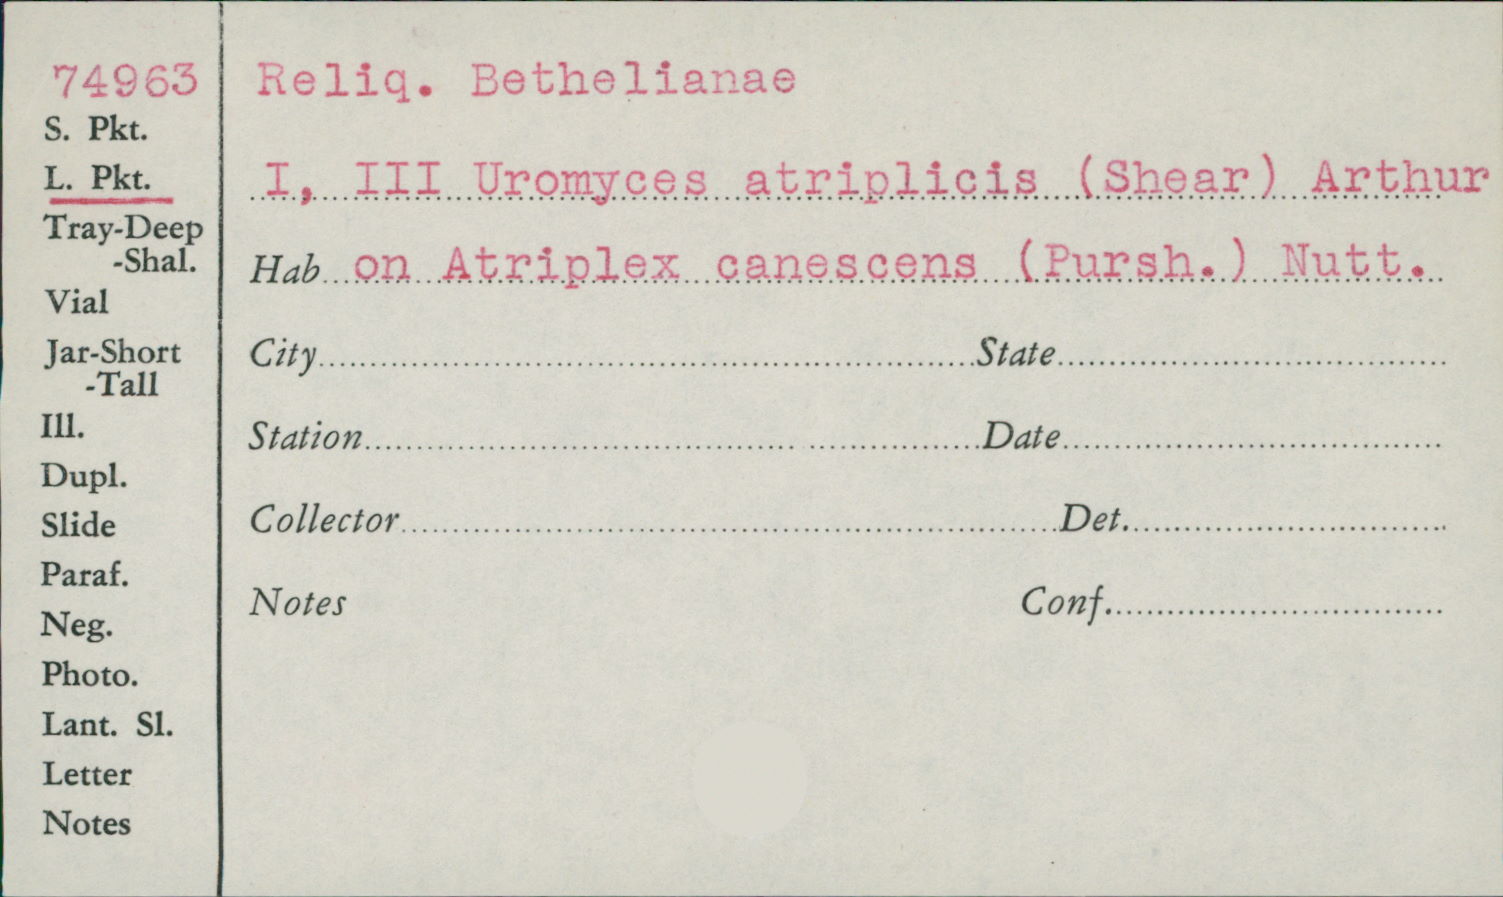 74963
S. Pkt.
L. Pkt.
Tray-Deep
-Shal.
Vial
Jar-Short
-Tall
Ill.
Dupl.
Slide
Paraf.
Neg.
Photo.
Lant. Sl.
Letter
Notes
Reliq. Bethelianae
I, III Uromyces atriplicis (Shear) Arthur
Hab on Atriplex canescens (Pursh.) Nutt.
City State
Station Date
Collector Det.
Notes Conf.